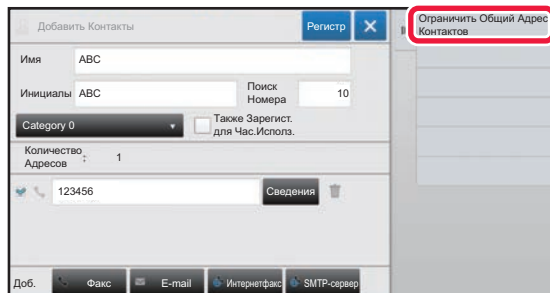 Добавить Контакты
Регистр
Ограничить Общий Адрес
Контактов
Имя
ABC
Инициалы
ABC
Поиск
Номера
10
Category 0
Также Зарегист.
для Час.Исполз.
Количество
Адресов
:
1
123456
Сведения
Доб.
Факс
E-mail
Интернетфакс
SMTP-сервер